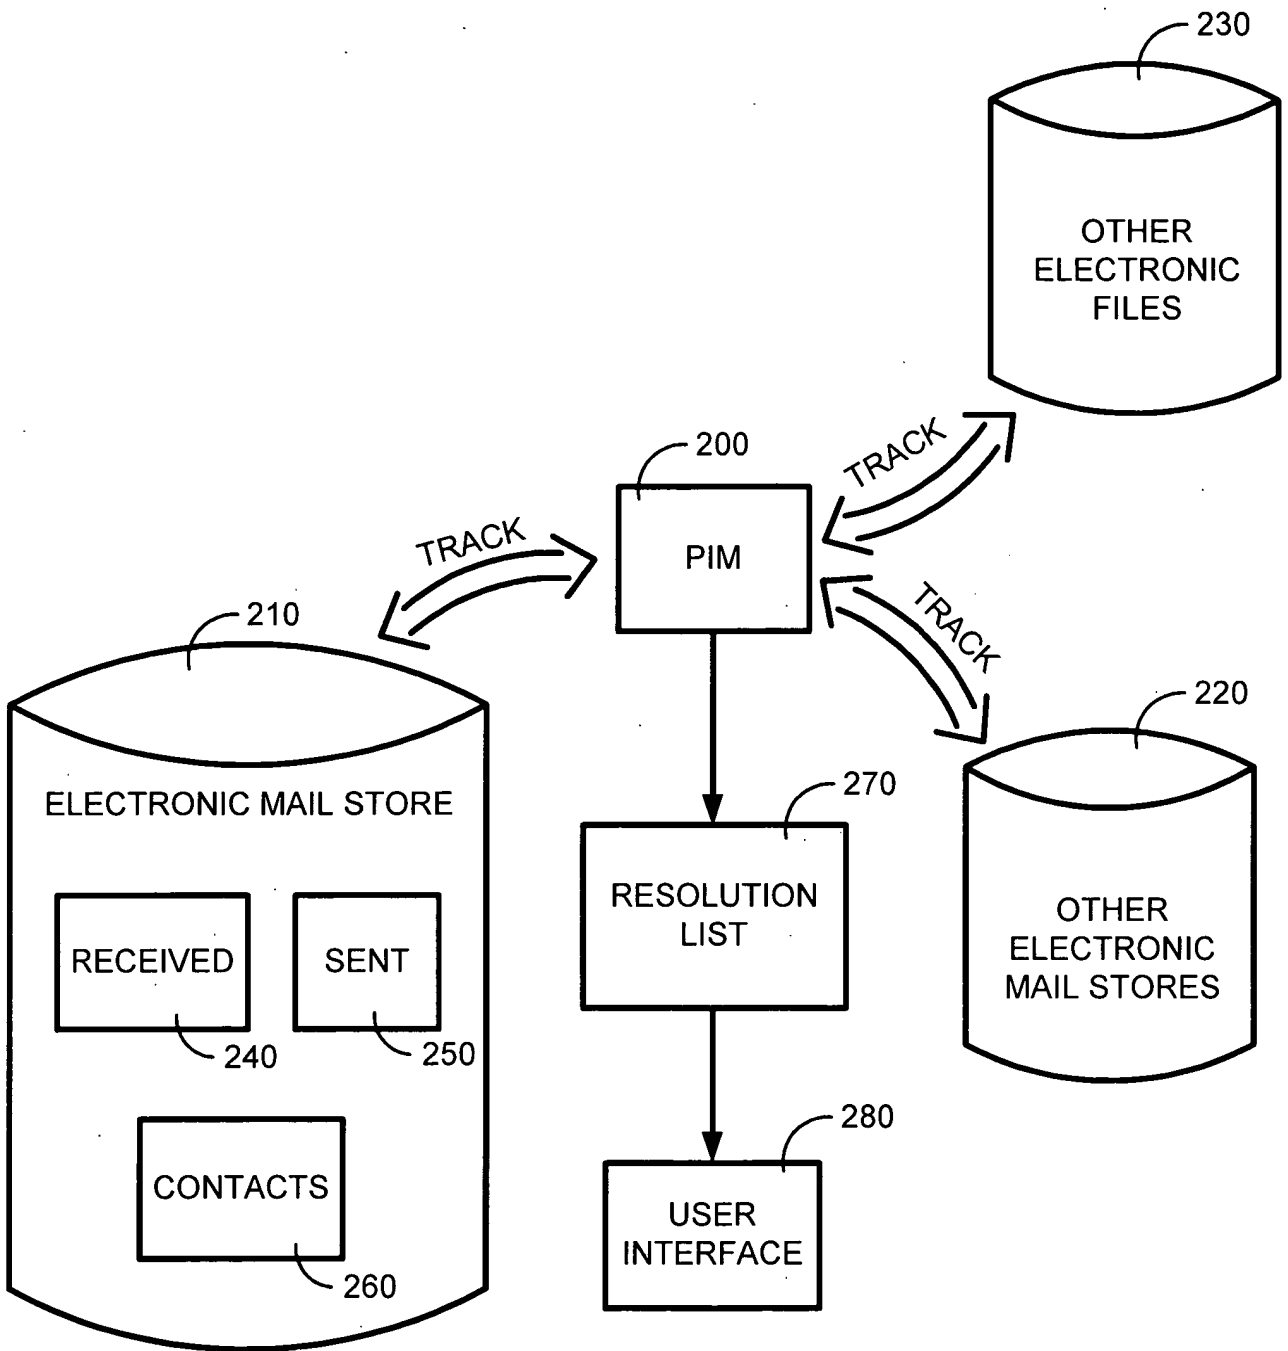 230
OTHER
ELECTRONIC
FILES
200
TRACK
PIM
TRACK
TRACK
210
220
ELECTRONIC MAIL STORE
270
RESOLUTION
LIST
OTHER
ELECTRONIC
MAIL STORES
RECEIVED
SENT
240
250
280
CONTACTS
USER
INTERFACE
260